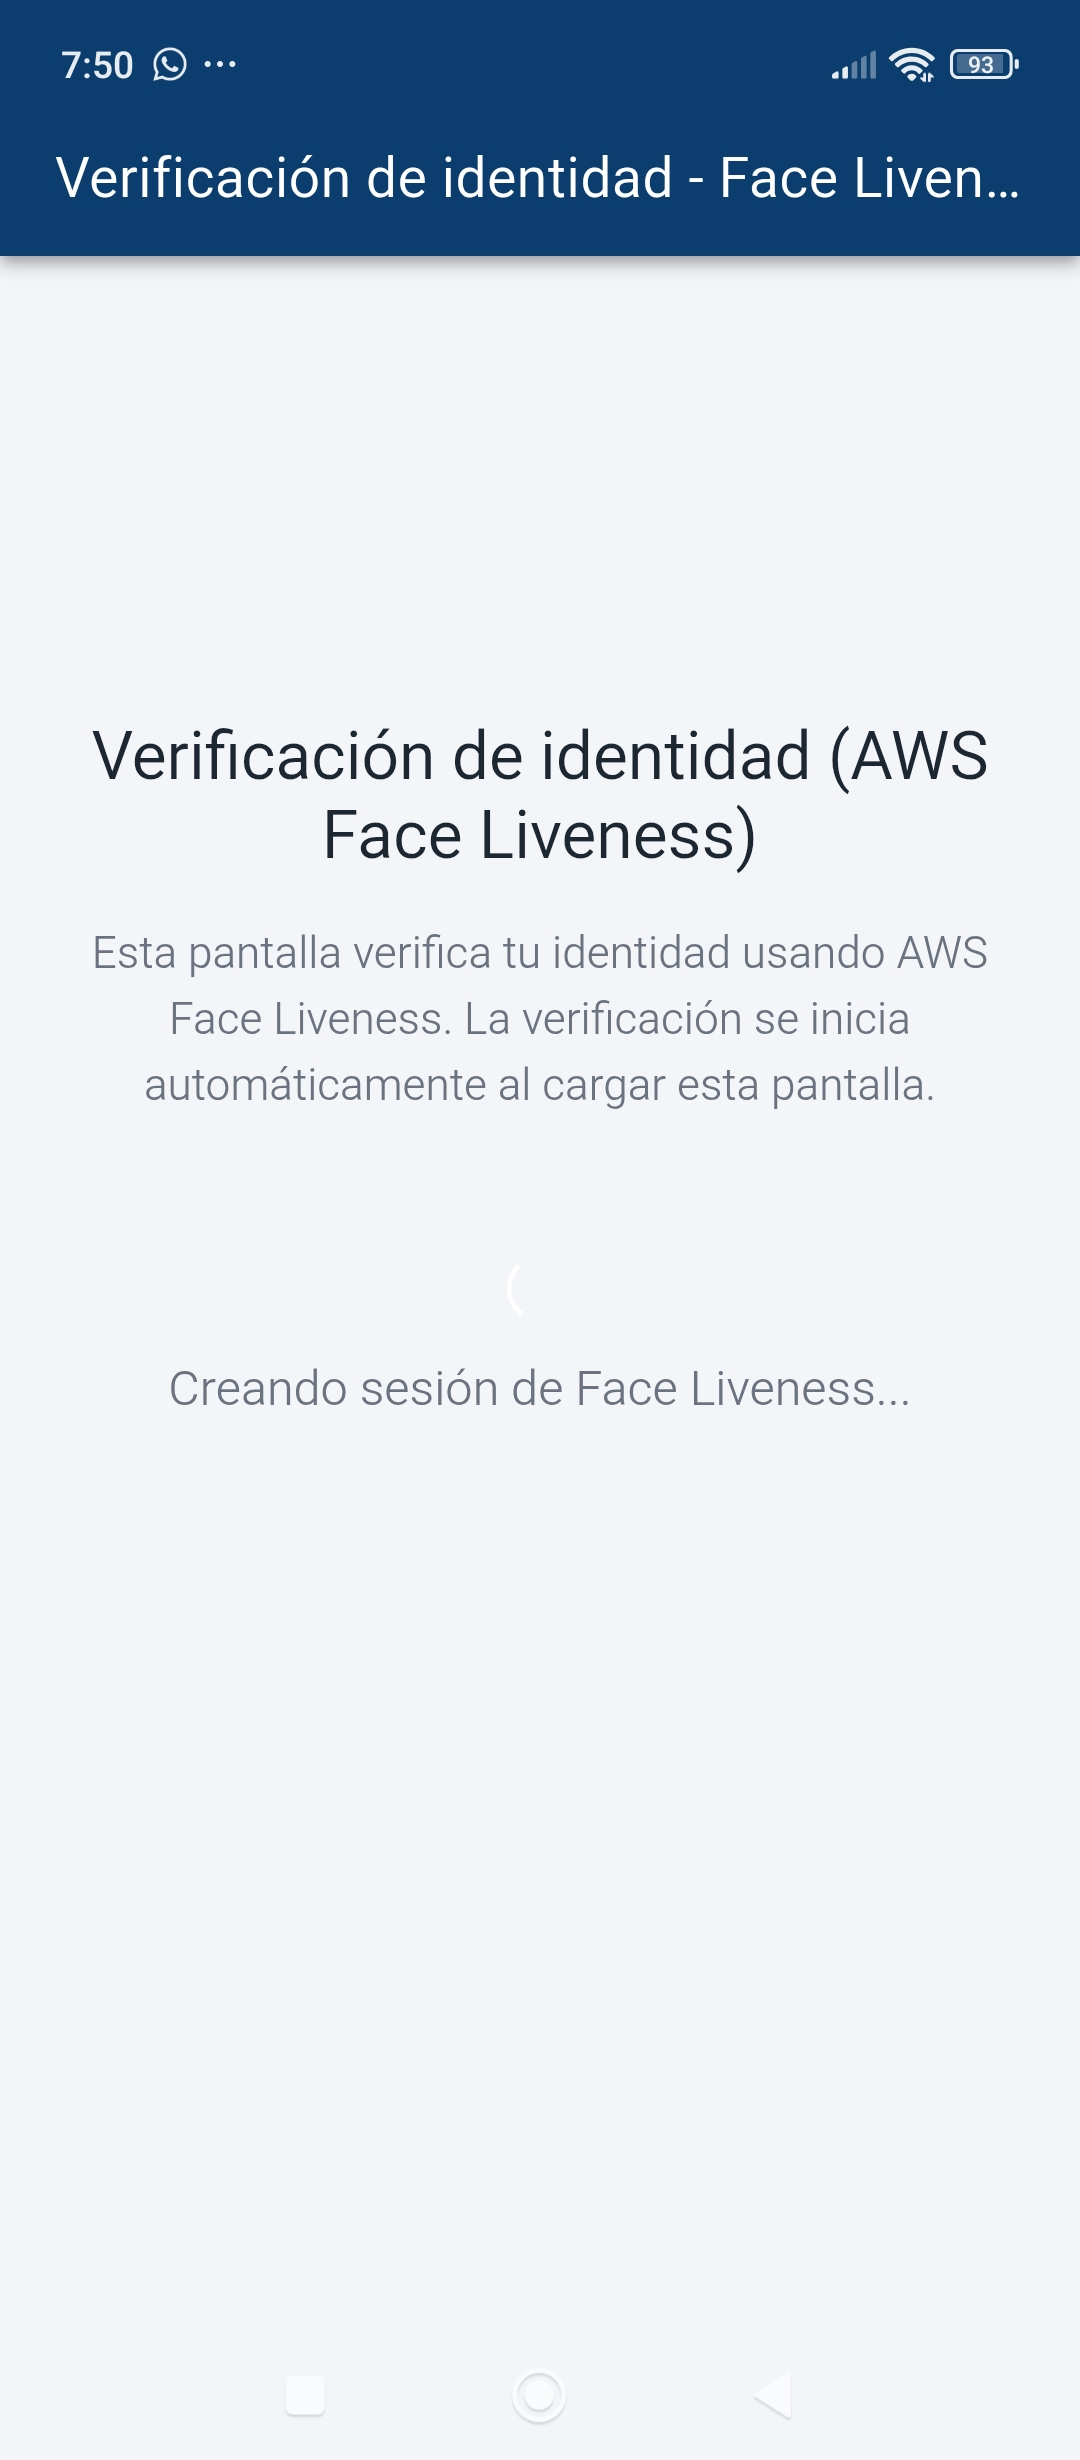 7:50
93
Verificación de identidad - Face Liven...
Verificación de identidad (AWS
Face Liveness)
Esta pantalla verifica tu identidad usando AWS
Face Liveness. La verificación se inicia
automáticamente al cargar esta pantalla.
Creando sesión de Face Liveness...